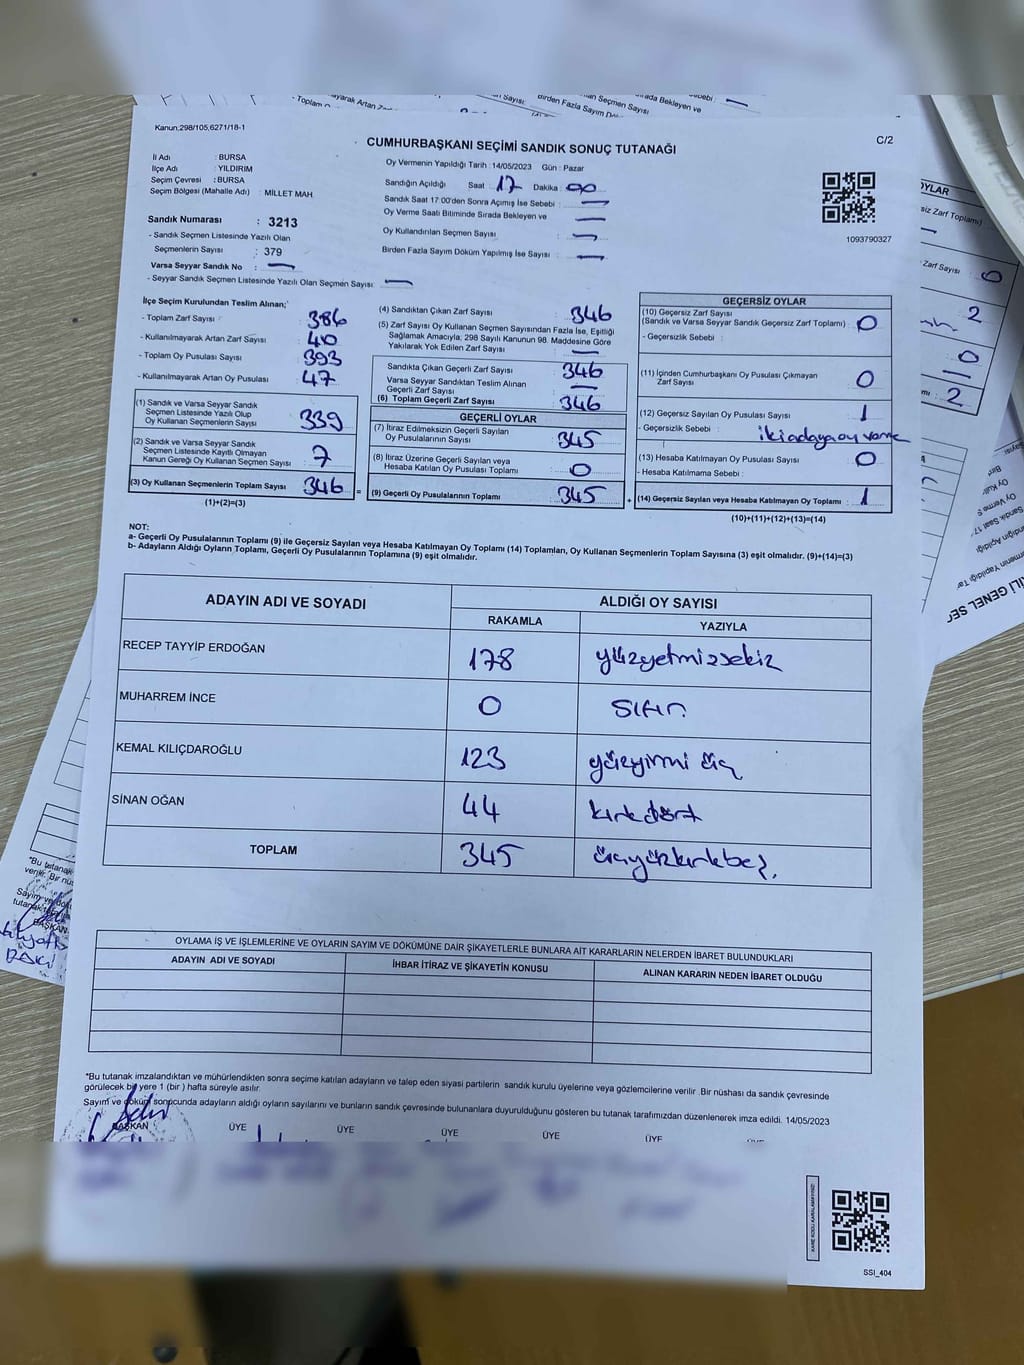 Kanun:298/105;6271/18-1
C/2
CUMHURBAŞKANI SEÇİMİ SANDIK SONUÇ TUTANAĞI
İl Adı : BURSA
İlçe Adı : YILDIRIM
Seçim Çevresi : BURSA
Seçim Bölgesi (Mahalle Adı) : MİLLET MAH
Sandık Numarası : 3213
- Sandık Seçmen Listesinde Yazılı Olan
Seçmenlerin Sayısı : 379
Varsa Seyyar Sandık No : —
- Seyyar Sandık Seçmen Listesinde Yazılı Olan Seçmen Sayısı: —
Oy Vermenin Yapıldığı Tarih :14/05/2023 Gün : Pazar
Sandığın Açıldığı Saat 17 Dakika 00
Sandık Saat 17:00'den Sonra Açımış İse Sebebi : —
Oy Verme Saati Bitiminde Sırada Bekleyen ve —
Oy Kullandırılan Seçmen Sayısı : —
Birden Fazla Sayım Döküm Yapılmış İse Sayısı : —
1093790327
İlçe Seçim Kurulundan Teslim Alınan;
- Toplam Zarf Sayısı : 386
- Kullanılmayarak Artan Zarf Sayısı : 40
- Toplam Oy Pusulası Sayısı : 393
- Kullanılmayarak Artan Oy Pusulası : 47
(1) Sandık ve Varsa Seyyar Sandık
Seçmen Listesinde Yazılı Olup
Oy Kullanan Seçmenlerin Sayısı : 339
(2) Sandık ve Varsa Seyyar Sandık
Seçmen Listesinde Kayıtlı Olmayan
Kanun Gereği Oy Kullanan Seçmen Sayısı : 7
(3) Oy Kullanan Seçmenlerin Toplam Sayısı : 346
(1)+(2)=(3)
(4) Sandıktan Çıkan Zarf Sayısı : 346
(5) Zarf Sayısı Oy Kullanan Seçmen Sayısından Fazla İse, Eşitliği
Sağlamak Amacıyla; 298 Sayılı Kanunun 98. Maddesine Göre
Yakılarak Yok Edilen Zarf Sayısı : —
Sandıkta Çıkan Geçerli Zarf Sayısı : 346
Varsa Seyyar Sandıktan Teslim Alınan
Geçerli Zarf Sayısı : —
(6) Toplam Geçerli Zarf Sayısı : 346
GEÇERLİ OYLAR
(7) İtiraz Edilmeksizin Geçerli Sayılan
Oy Pusulalarının Sayısı : 345
(8) İtiraz Üzerine Geçerli Sayılan veya
Hesaba Katılan Oy Pusulası Toplamı : 0
= (9) Geçerli Oy Pusulalarının Toplamı : 345 +
GEÇERSİZ OYLAR
(10) Geçersiz Zarf Sayısı
(Sandık ve Varsa Seyyar Sandık Geçersiz Zarf Toplamı) : 0
- Geçersizlik Sebebi :
(11) İçinden Cumhurbaşkanı Oy Pusulası Çıkmayan
Zarf Sayısı : 0
(12) Geçersiz Sayılan Oy Pusulası Sayısı : 1
- Geçersizlik Sebebi : iki adaya oy verme
(13) Hesaba Katılmayan Oy Pusulası Sayısı : 0
- Hesaba Katılmama Sebebi :
(14) Geçersiz Sayılan veya Hesaba Katılmayan Oy Toplamı : 1
(10)+(11)+(12)+(13)=(14)
NOT:
a- Geçerli Oy Pusulalarının Toplamı (9) ile Geçersiz Sayılan veya Hesaba Katılmayan Oy Toplamı (14) Toplamları, Oy Kullanan Seçmenlerin Toplam Sayısına (3) eşit olmalıdır. (9)+(14)=(3)
b- Adayların Aldığı Oyların Toplamı, Geçerli Oy Pusulalarının Toplamına (9) eşit olmalıdır.
ADAYIN ADI VE SOYADI
ALDIĞI OY SAYISI
RAKAMLA YAZIYLA
RECEP TAYYİP ERDOĞAN 178 yüzyetmişsekiz
MUHARREM İNCE 0 sıfır
KEMAL KILIÇDAROĞLU 123 yüzyirmi üç
SİNAN OĞAN 44 kırkdört
TOPLAM 345 üçyüzkırkbeş.
OYLAMA İŞ VE İŞLEMLERİNE VE OYLARIN SAYIM VE DÖKÜMÜNE DAİR ŞİKAYETLERLE BUNLARA AİT KARARLARIN NELERDEN İBARET BULUNDUKLARI
ADAYIN ADI VE SOYADI İHBAR İTİRAZ VE ŞİKAYETİN KONUSU ALINAN KARARIN NEDEN İBARET OLDUĞU
*Bu tutanak imzalandıktan ve mühürlendikten sonra seçime katılan adayların ve talep eden siyasi partilerin sandık kurulu üyelerine veya gözlemcilerine verilir. Bir nüshası da sandık çevresinde
görülecek bir yere 1 (bir ) hafta süreyle asılır.
Sayım ve döküm sonucunda adayların aldığı oyların sayılarını ve bunların sandık çevresinde bulunanlara duyurulduğunu gösteren bu tutanak tarafımızdan düzenlenerek imza edildi. 14/05/2023
BAŞKAN ÜYE ÜYE ÜYE ÜYE ÜYE
SSI_404